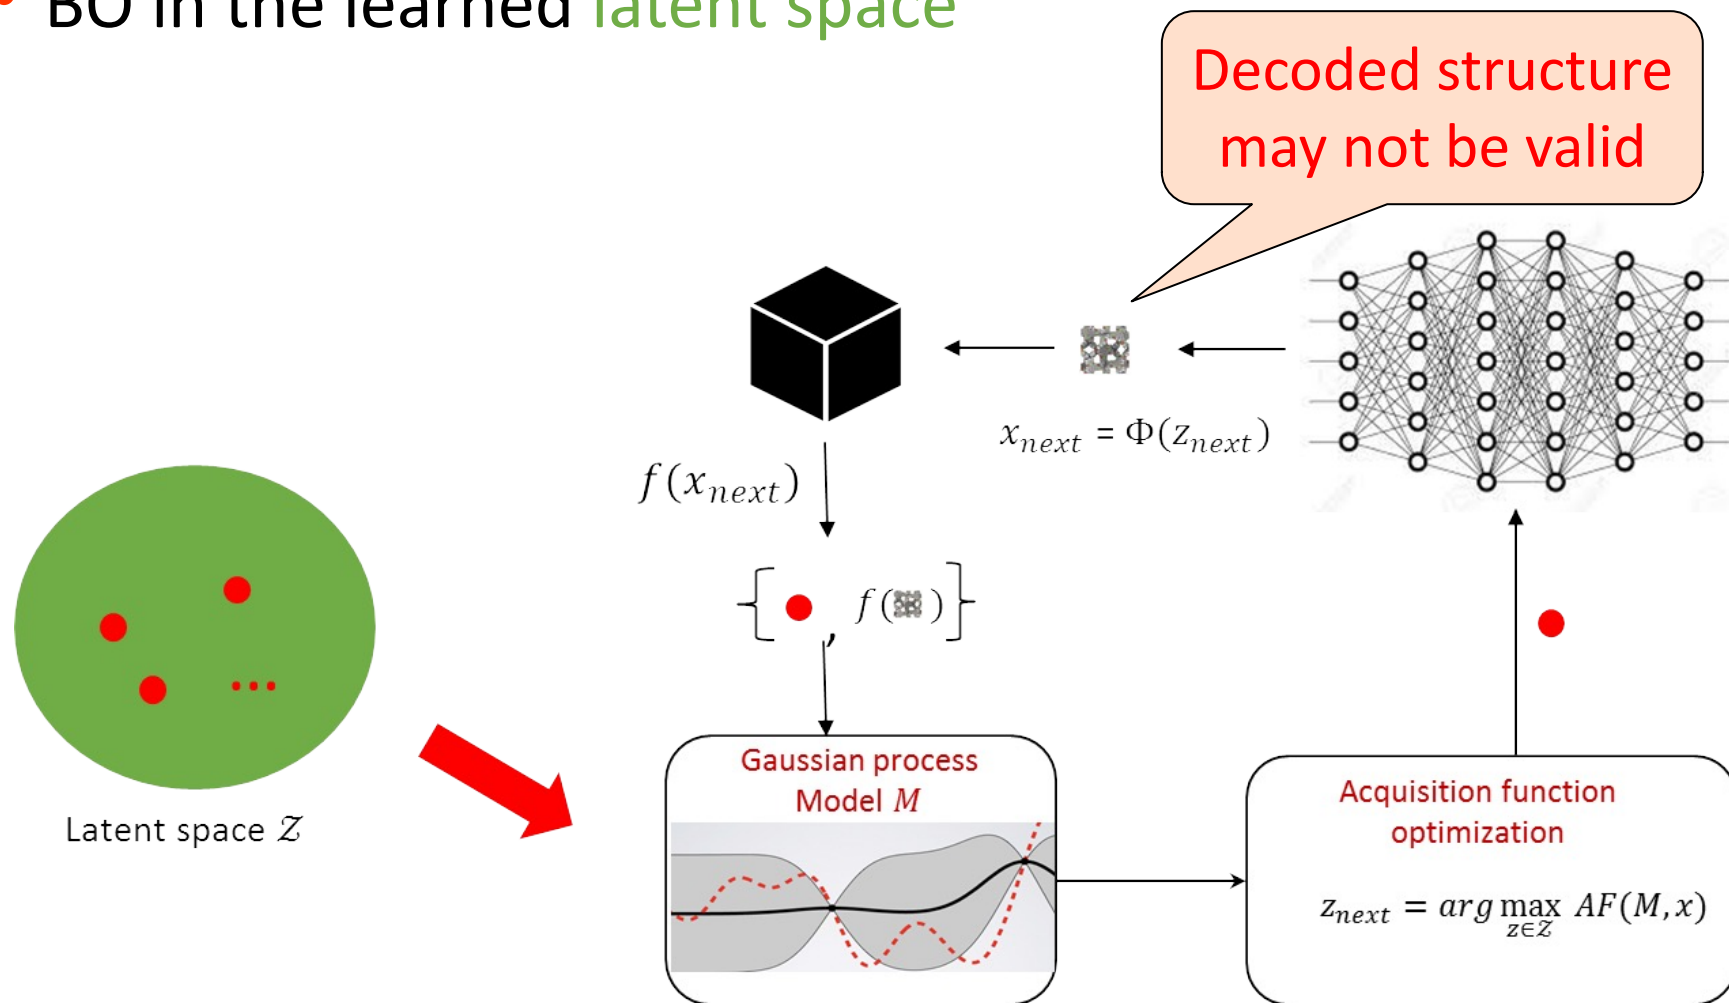 • BO in the learned latent space
Decoded structure
may not be valid
x_next = Φ(z_next)
f(x_next)
{ , f( ) }
Latent space 𝒵
Gaussian process
Model M
Acquisition function
optimization
z_next = arg max AF(M, x)
z∈𝒵